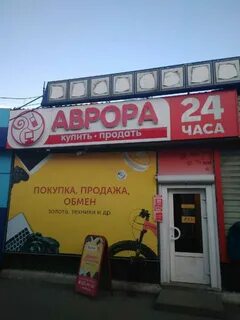 АВРОРА
купить • продать
24
ЧАСА
ПОКУПКА, ПРОДАЖА,
ОБМЕН
золота, техники и др.